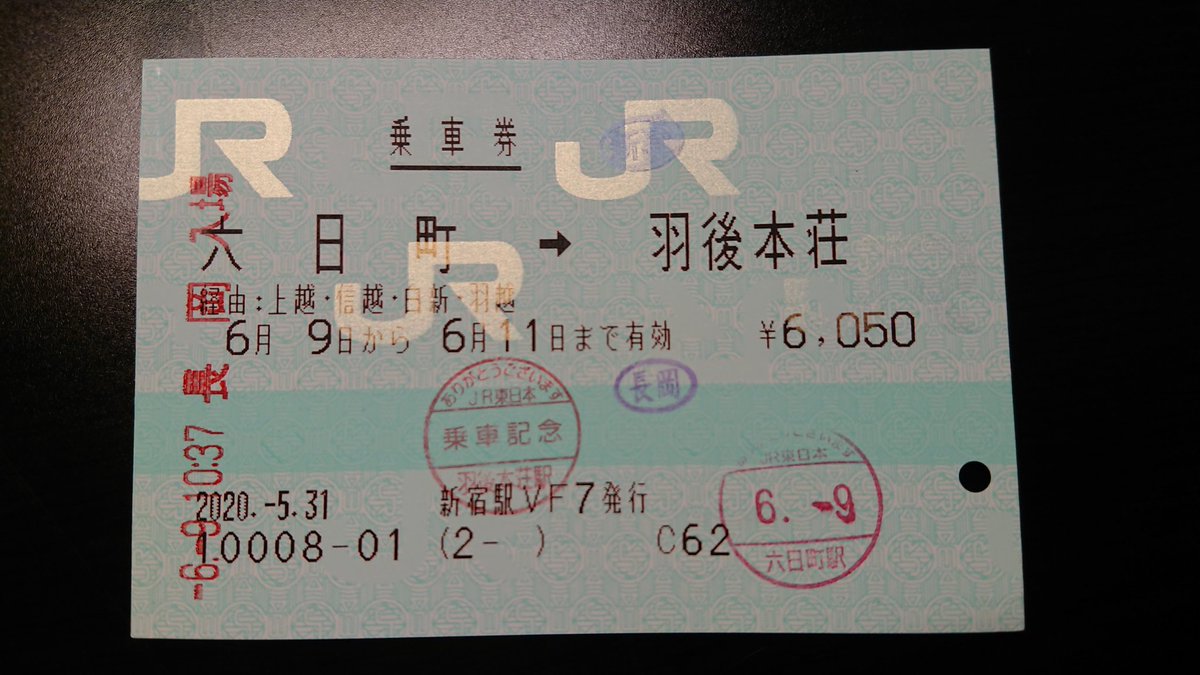 JR JR
乗車券
六日町 → 羽後本荘
JR
経由:上越・信越・白新・羽越
6月 9日から 6月11日まで有効 ¥6,050
長岡
ありがとうございます
JR東日本
乗車記念
羽後本荘駅
JR東日本
6.-9
六日町駅
2020.-5.31 新宿駅VF7発行
10008-01 (2- ) C62
-6.-9 10:37 長岡 入場